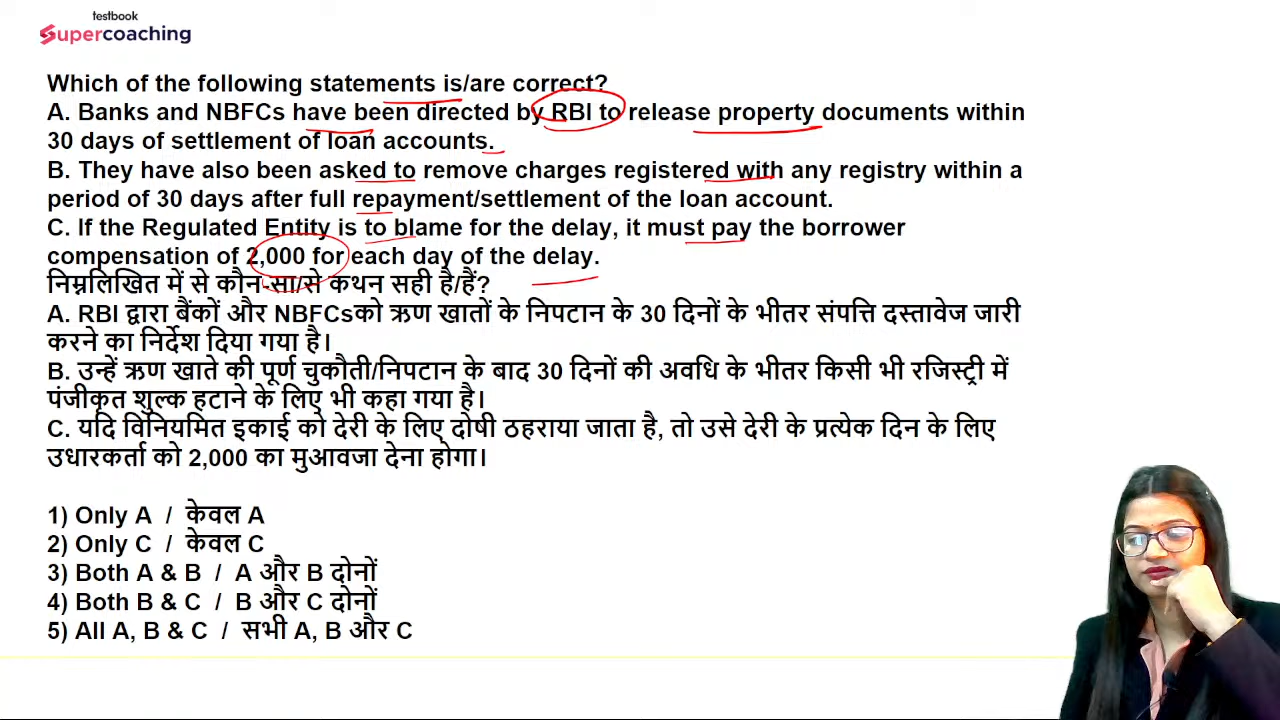 testbook
Supercoaching
Which of the following statements is/are correct?
A. Banks and NBFCs have been directed by RBI to release property documents within
30 days of settlement of loan accounts.
B. They have also been asked to remove charges registered with any registry within a
period of 30 days after full repayment/settlement of the loan account.
C. If the Regulated Entity is to blame for the delay, it must pay the borrower
compensation of 2,000 for each day of the delay.
निम्नलिखित में से कौन-सा/से कथन सही है/हैं?
A. RBI द्वारा बैंकों और NBFCsको ऋण खातों के निपटान के 30 दिनों के भीतर संपत्ति दस्तावेज जारी
करने का निर्देश दिया गया है।
B. उन्हें ऋण खाते की पूर्ण चुकौती/निपटान के बाद 30 दिनों की अवधि के भीतर किसी भी रजिस्ट्री में
पंजीकृत शुल्क हटाने के लिए भी कहा गया है।
C. यदि विनियमित इकाई को देरी के लिए दोषी ठहराया जाता है, तो उसे देरी के प्रत्येक दिन के लिए
उधारकर्ता को 2,000 का मुआवजा देना होगा।
1) Only A / केवल A
2) Only C / केवल C
3) Both A & B / A और B दोनों
4) Both B & C / B और C दोनों
5) All A, B & C / सभी A, B और C